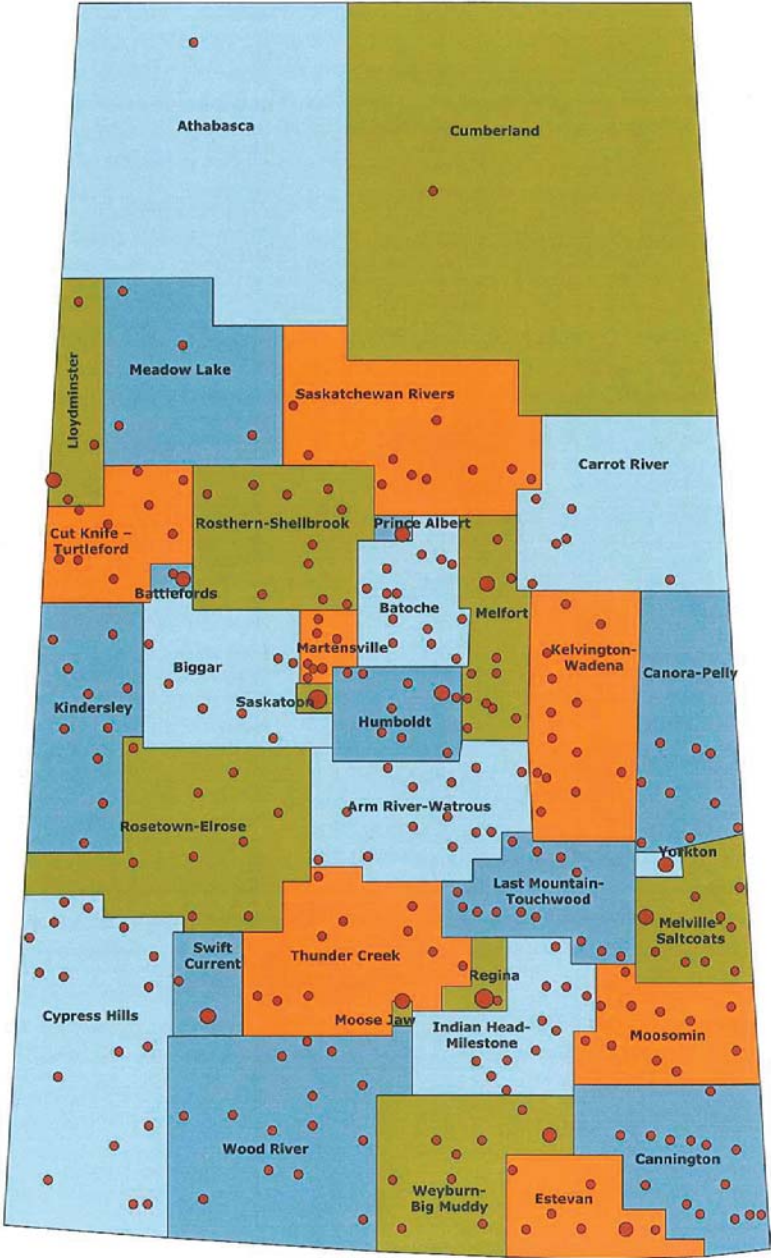 Athabasca
Cumberland
Lloydminster
Meadow Lake
Saskatchewan Rivers
Carrot River
Cut Knife –
Turtleford
Rosthern-Shellbrook
Prince Albert
Battlefords
Batoche
Melfort
Kelvington-
Wadena
Canora-Pelly
Martensville
Biggar
Kindersley
Saskatoon
Humboldt
Rosetown-Elrose
Arm River-Watrous
Yorkton
Last Mountain-
Touchwood
Melville-
Saltcoats
Swift
Current
Thunder Creek
Regina
Cypress Hills
Moose Jaw
Indian Head-
Milestone
Moosomin
Wood River
Cannington
Weyburn-
Big Muddy
Estevan